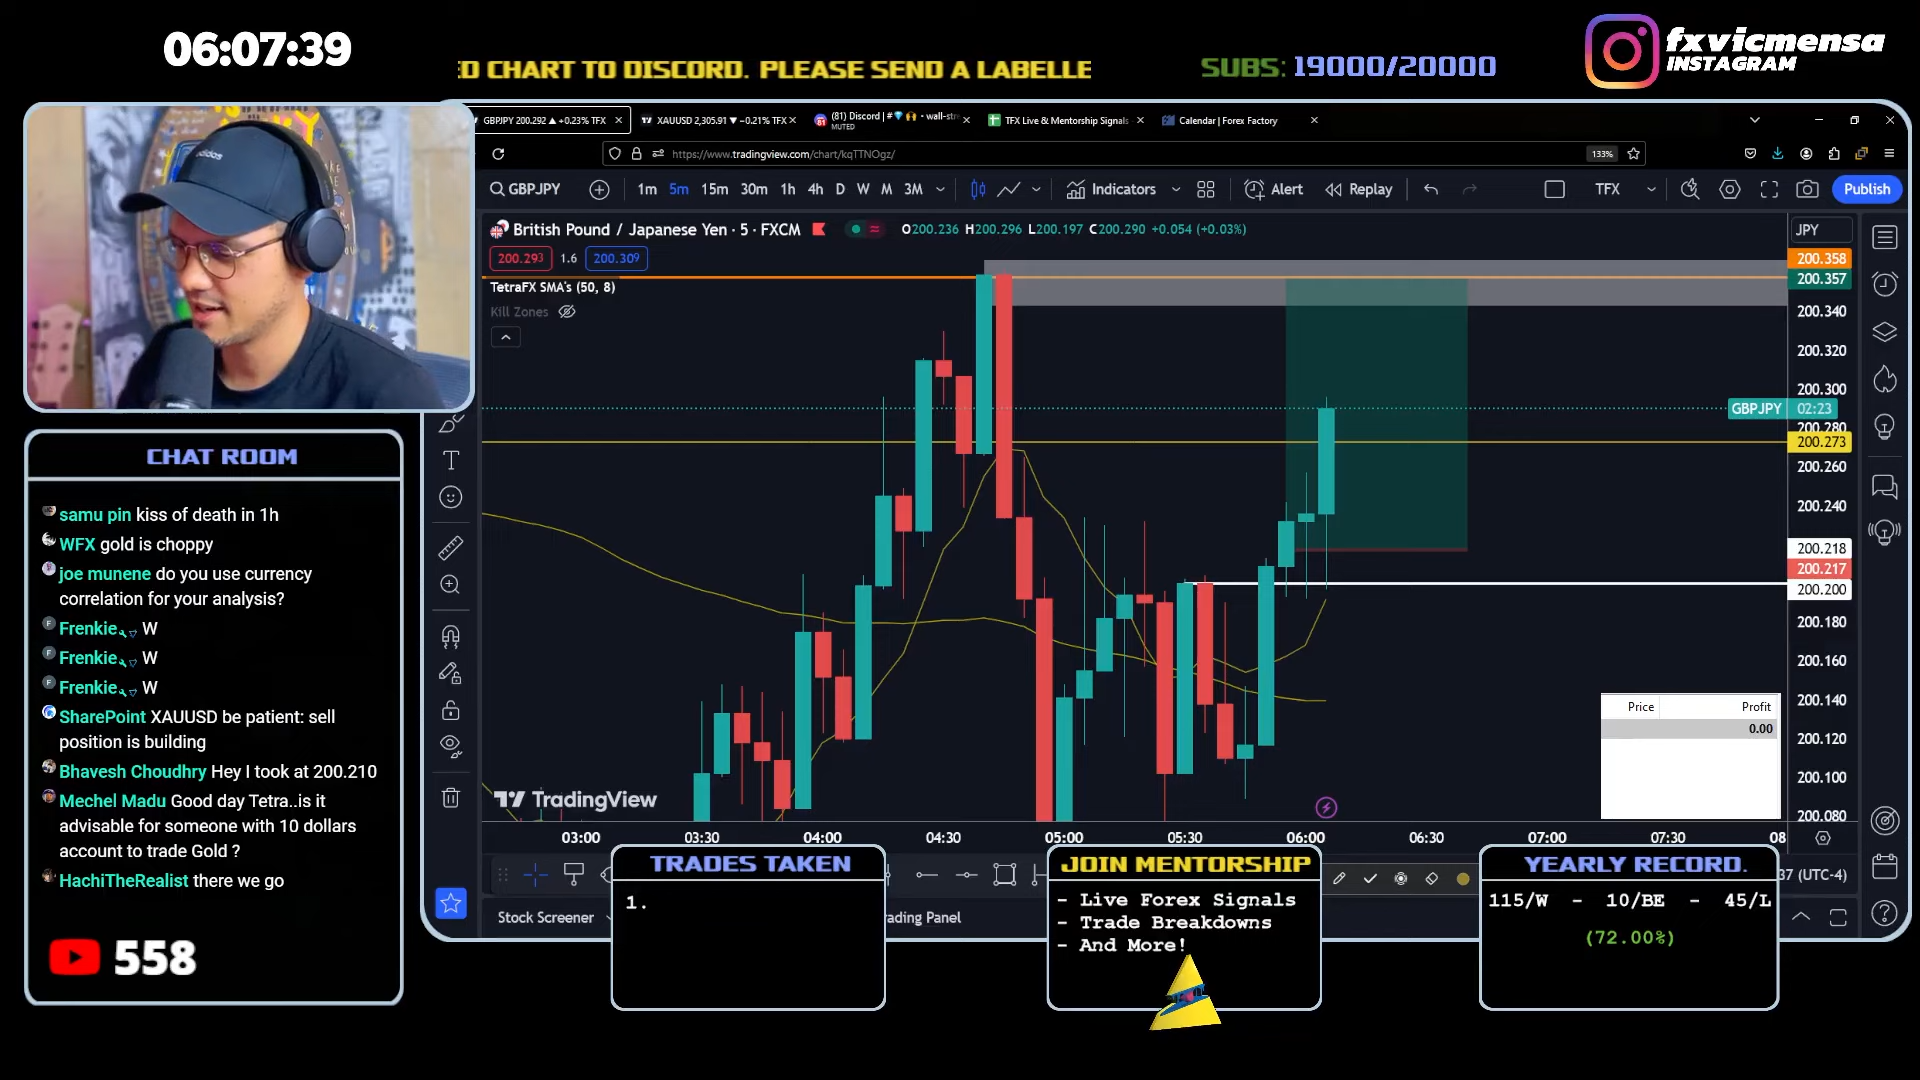 06:07:39
ED CHART TO DISCORD. PLEASE SEND A LABELLE
SUBS: 19000/20000
fxvicmensa
INSTAGRAM
adidas
GBPJPY 200.292 ▲ +0.23% TFX
XAUUSD 2,305.91 ▼ −0.21% TFX
(81) Discord | #
- wall-str
MUTED
TFX Live & Mentorship Signals
Calendar | Forex Factory
https://www.tradingview.com/chart/kqTTNOgz/
133%
GBPJPY
1m 5m 15m 30m 1h 4h D W M 3M
Indicators
Alert
Replay
TFX
Publish
British Pound / Japanese Yen · 5 · FXCM
O200.236 H200.296 L200.197 C200.290 +0.054 (+0.03%)
JPY
200.293 1.6 200.309
TetraFX SMA's (50, 8)
Kill Zones
200.358
200.357
200.340
200.320
200.300
GBPJPY 02:23
200.280
200.273
200.260
200.240
200.218
200.217
200.200
200.180
200.160
200.140
200.120
200.100
200.080
Price Profit
0.00
TradingView
03:00 03:30 04:00 04:30 05:00 05:30 06:00 06:30 07:00 07:30 08
37 (UTC-4)
Stock Screener
rading Panel
CHAT ROOM
samu pin kiss of death in 1h
WFX gold is choppy
joe munene do you use currency
correlation for your analysis?
Frenkie W
Frenkie W
Frenkie W
SharePoint XAUUSD be patient: sell
position is building
Bhavesh Choudhry Hey I took at 200.210
Mechel Madu Good day Tetra..is it
advisable for someone with 10 dollars
account to trade Gold ?
HachiTheRealist there we go
558
TRADES TAKEN
1.
JOIN MENTORSHIP
- Live Forex Signals
- Trade Breakdowns
- And More!
YEARLY RECORD.
115/W - 10/BE - 45/L
(72.00%)